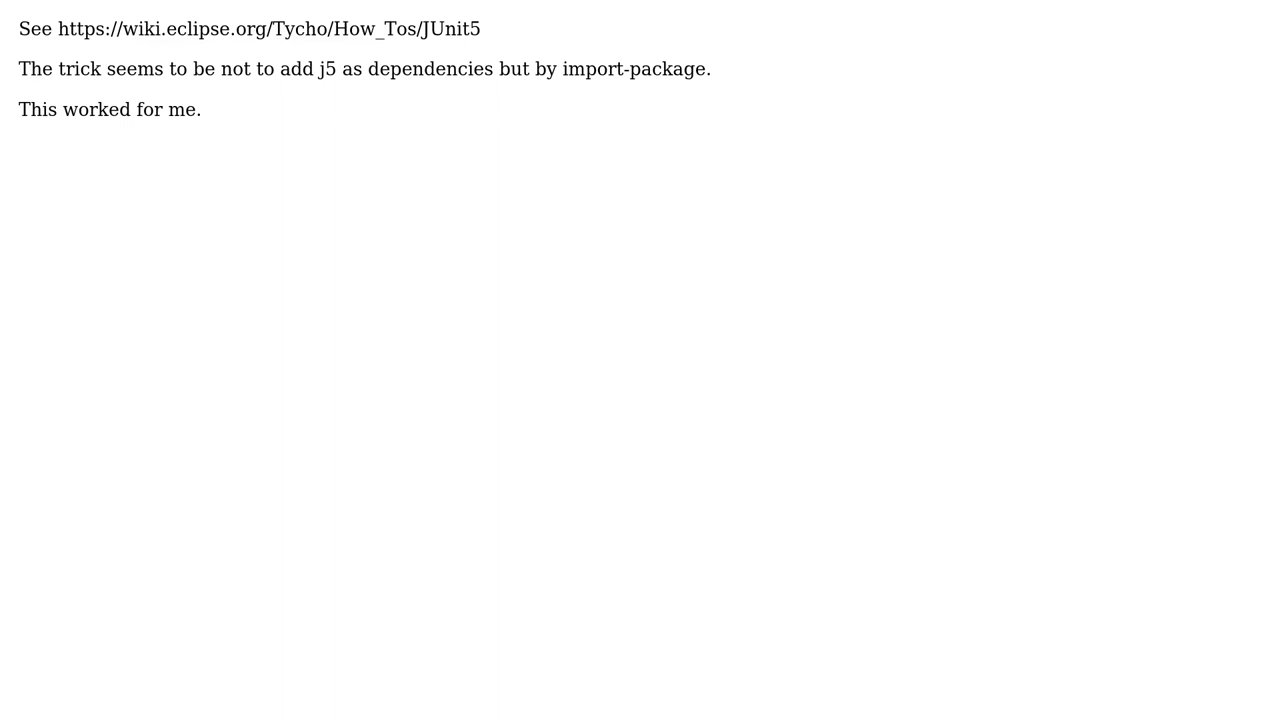 See https://wiki.eclipse.org/Tycho/How_Tos/JUnit5
The trick seems to be not to add j5 as dependencies but by import-package.
This worked for me.